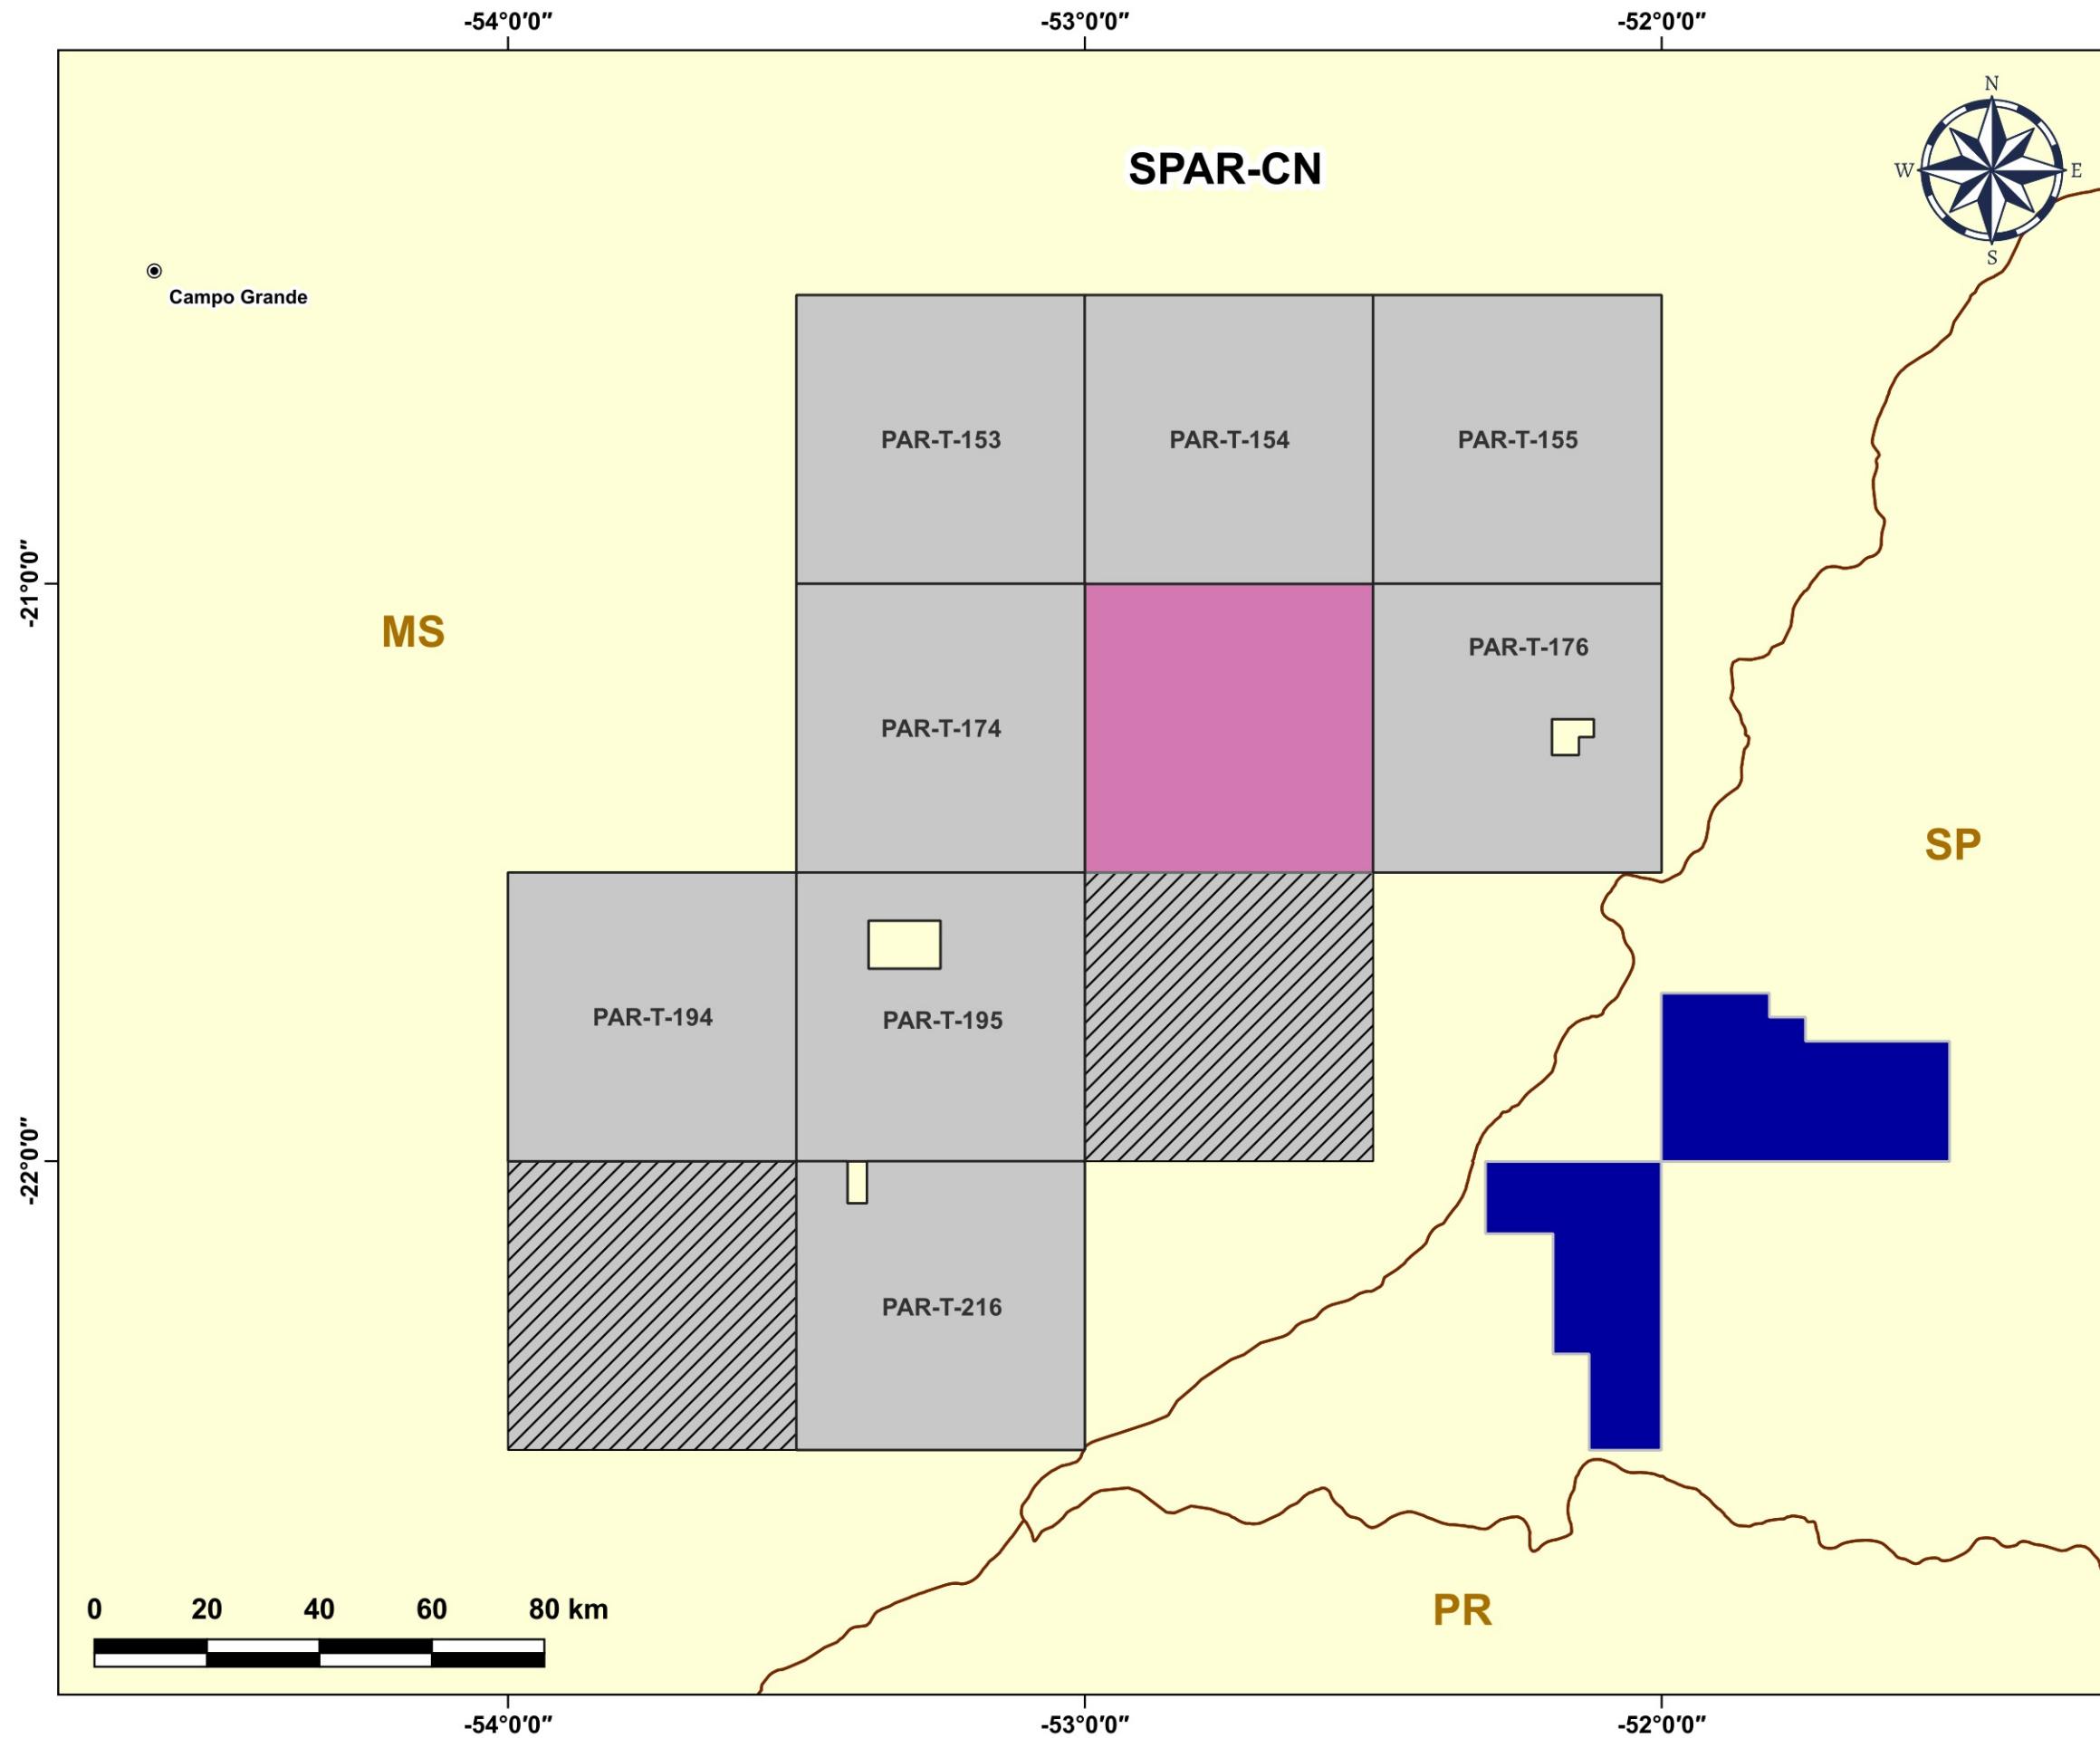 -54°0'0" -53°0'0" -52°0'0"
N
SPAR-CN
W E
S
Campo Grande
PAR-T-153 PAR-T-154 PAR-T-155
-21°0'0"
MS
PAR-T-176
PAR-T-174
SP
PAR-T-194 PAR-T-195
-22°0'0"
PAR-T-216
0 20 40 60 80 km
PR
-54°0'0" -53°0'0" -52°0'0"